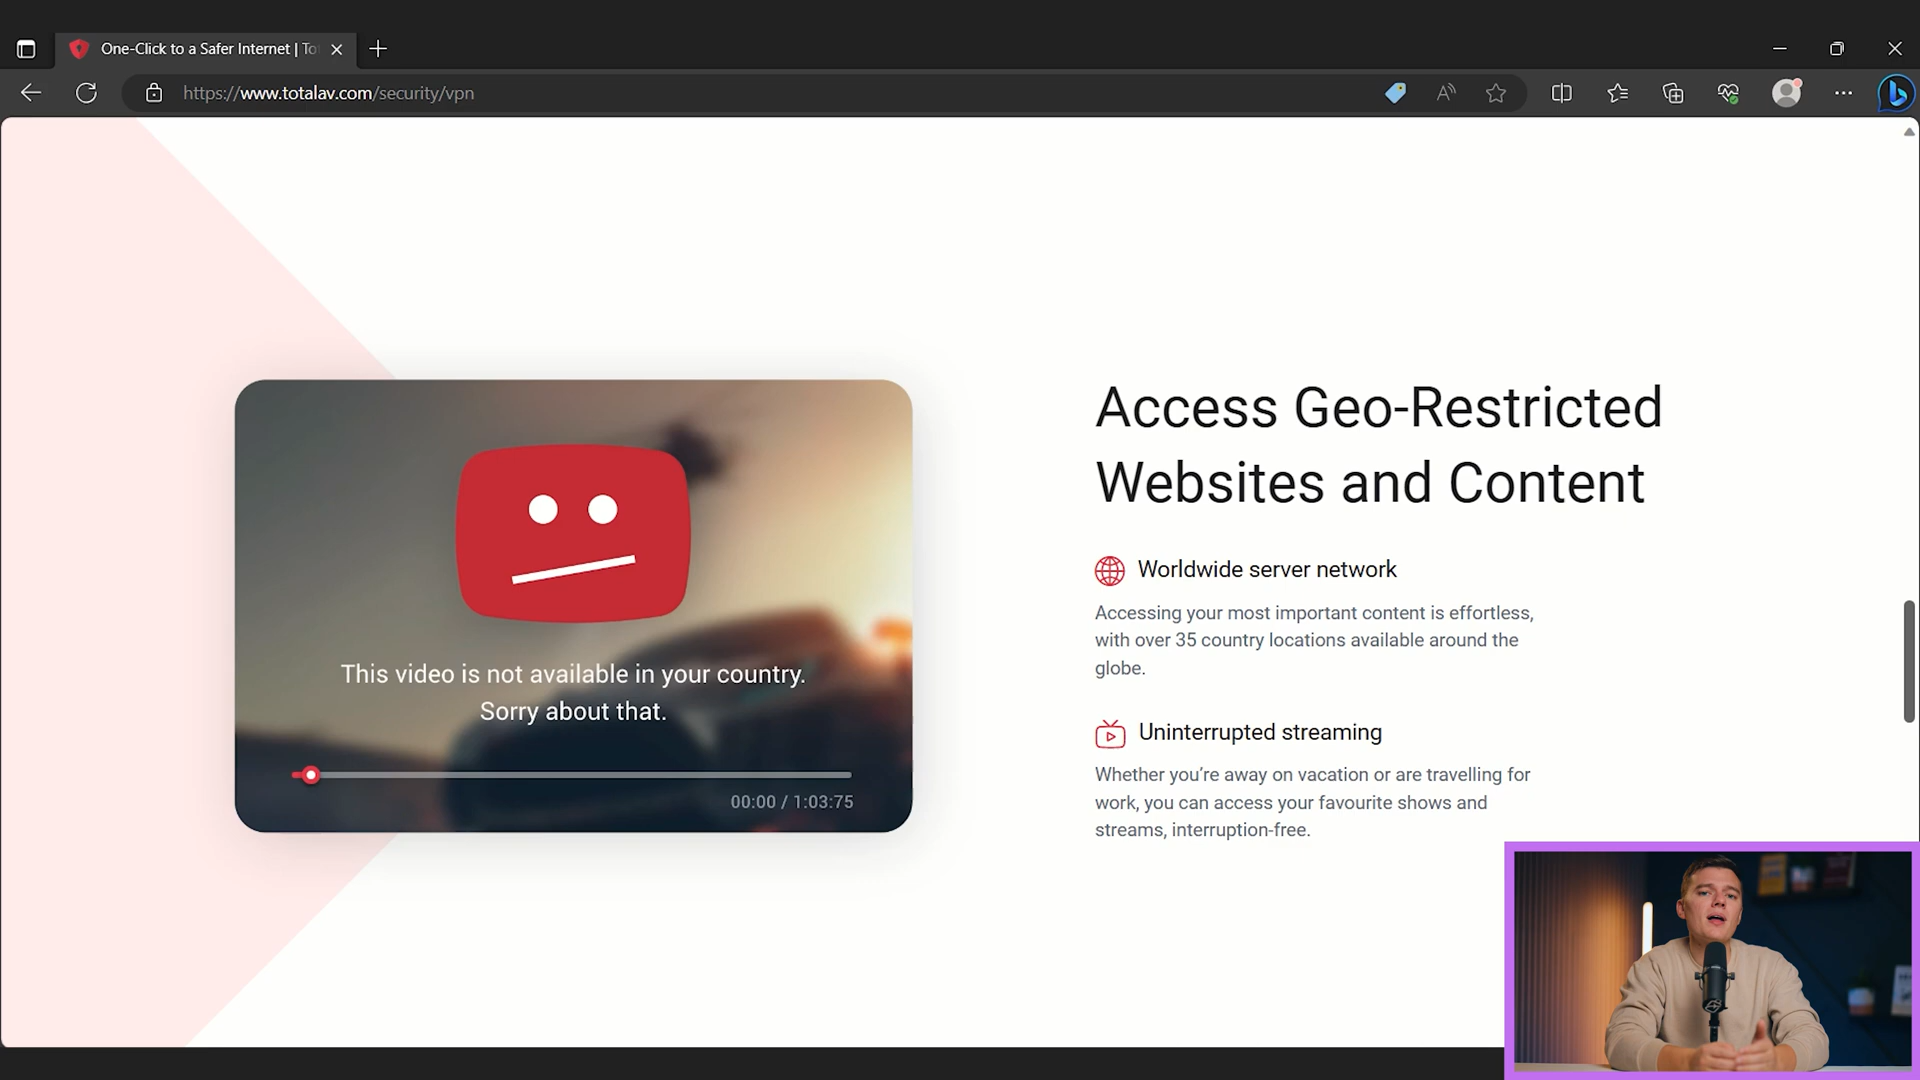 One-Click to a Safer Internet | To
https://www.totalav.com/security/vpn
This video is not available in your country.
Sorry about that.
00:00 / 1:03:75
Access Geo-Restricted
Websites and Content
Worldwide server network
Accessing your most important content is effortless,
with over 35 country locations available around the
globe.
Uninterrupted streaming
Whether you’re away on vacation or are travelling for
work, you can access your favourite shows and
streams, interruption-free.